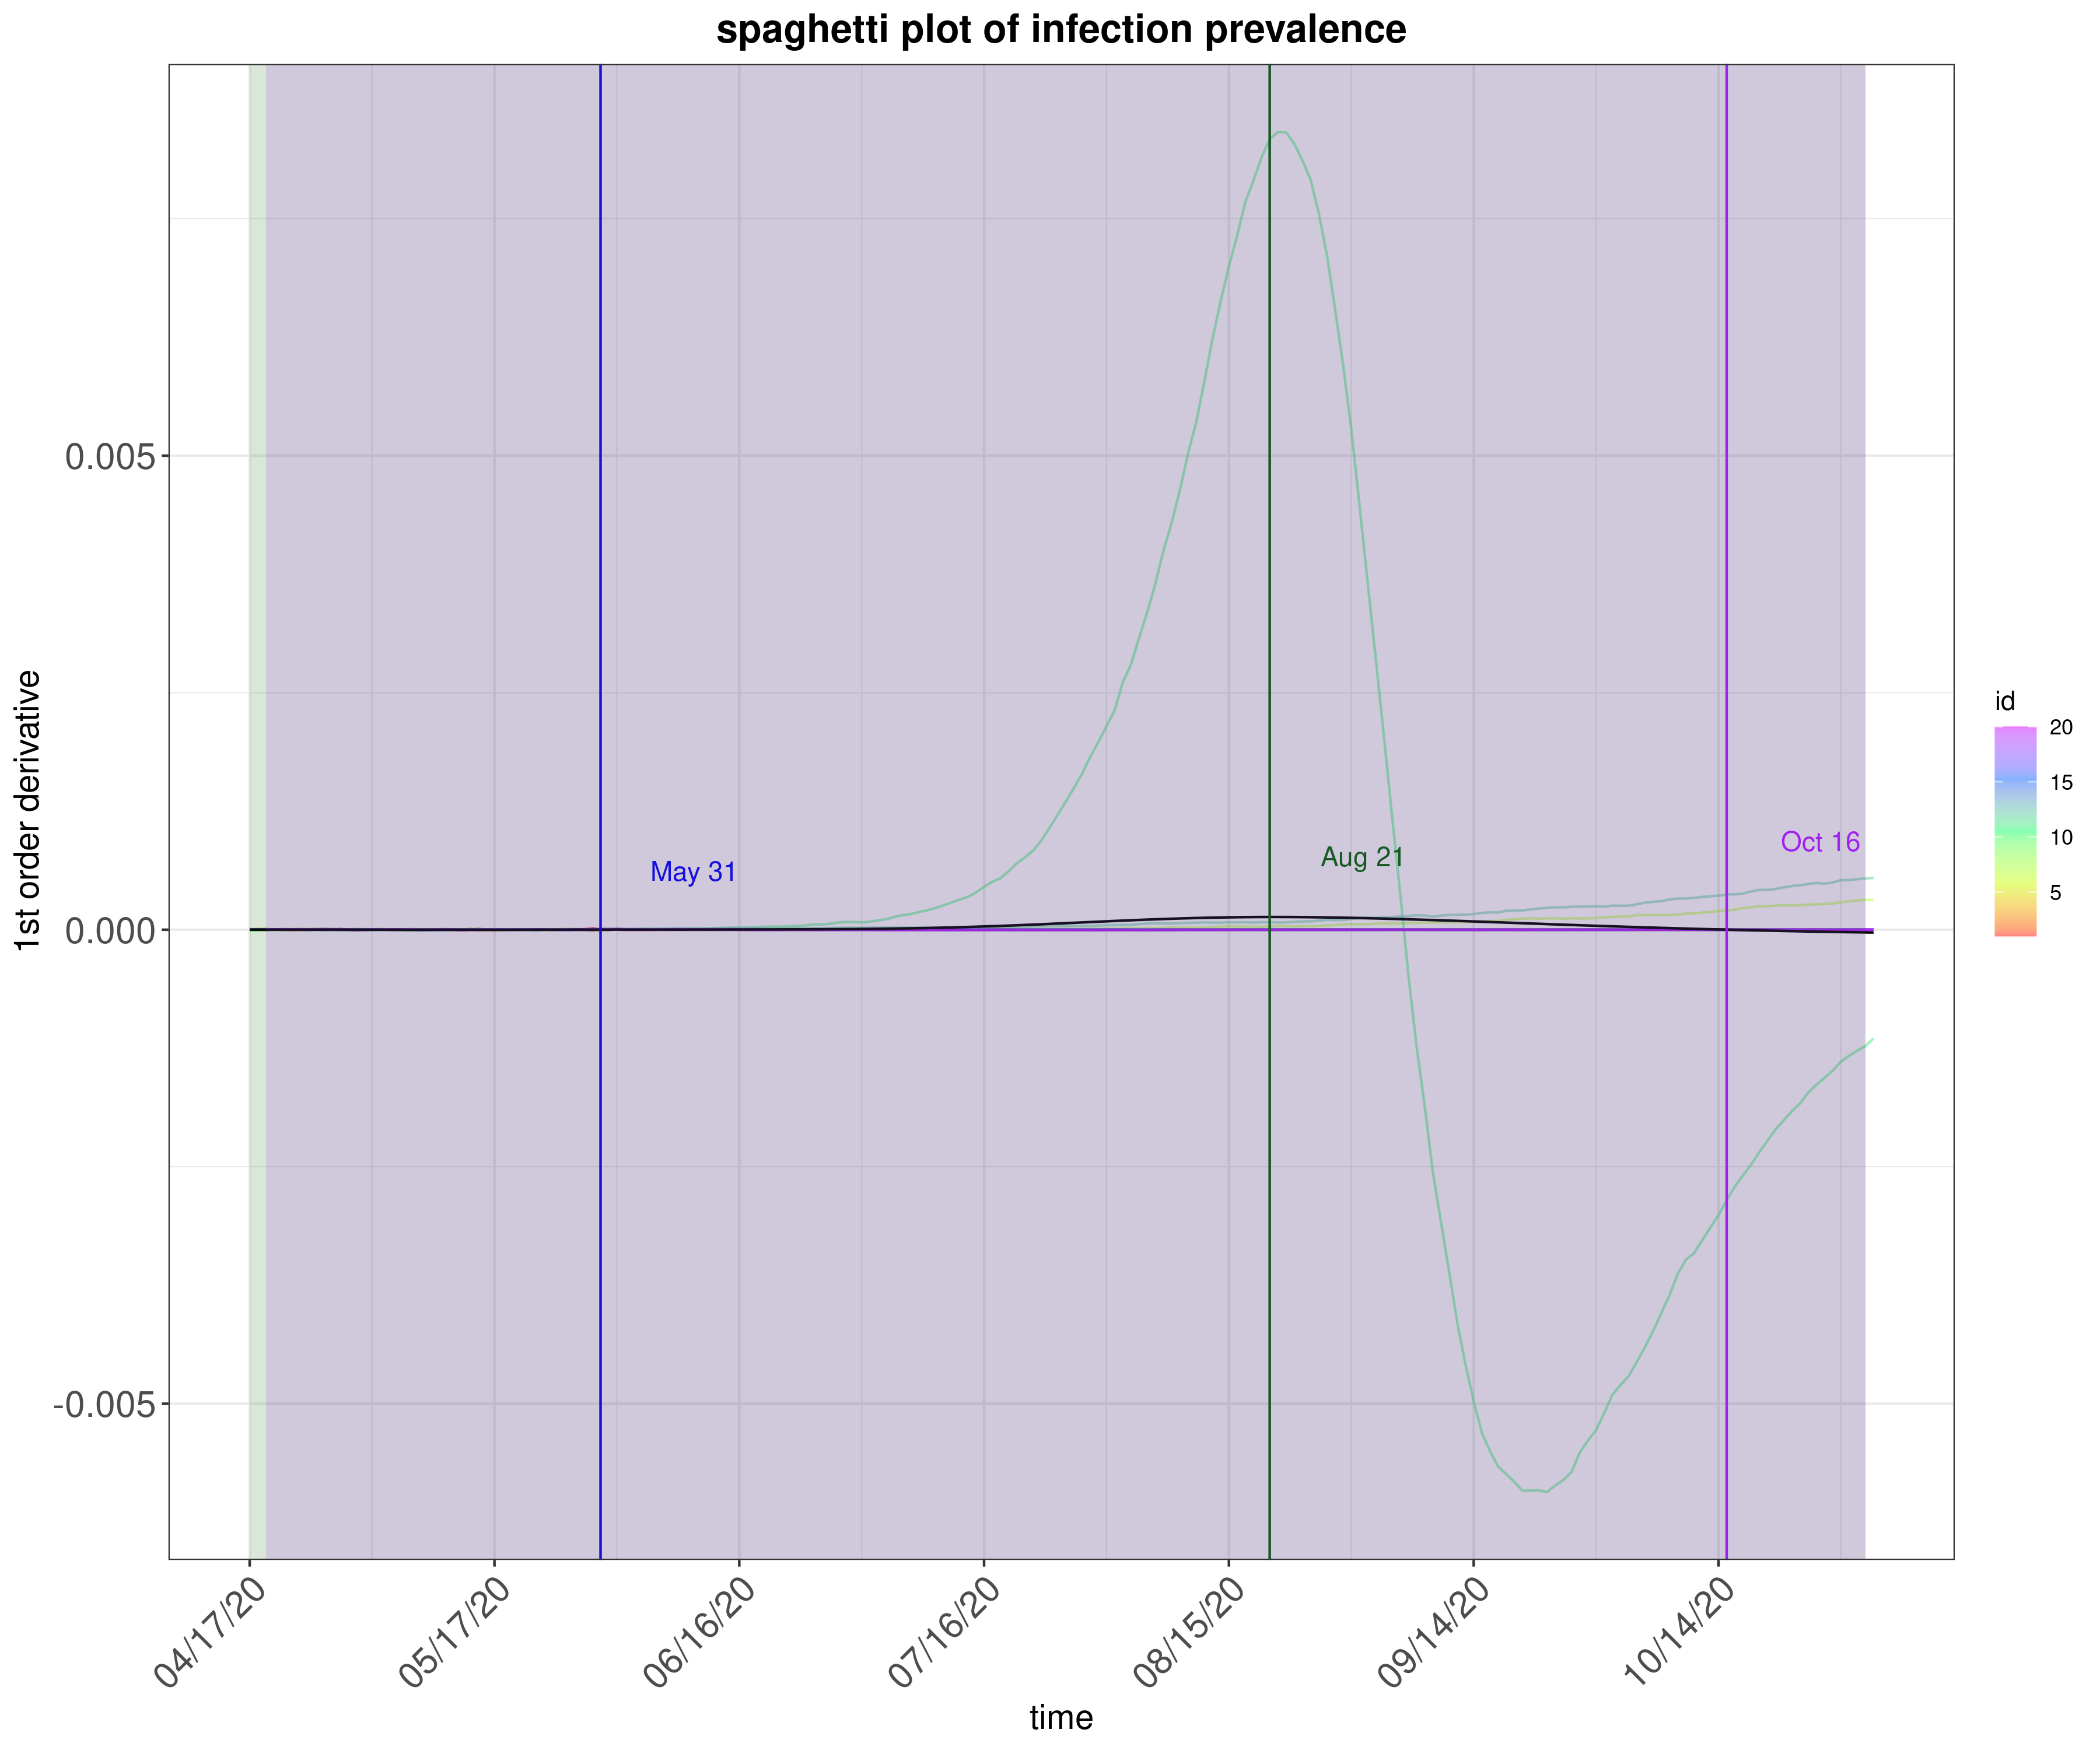 spaghetti plot of infection prevalence
1st order derivative
0.005
0.000
-0.005
May 31
Aug 21
Oct 16
id
20
15
10
5
04/17/20
05/17/20
06/16/20
07/16/20
08/15/20
09/14/20
10/14/20
time